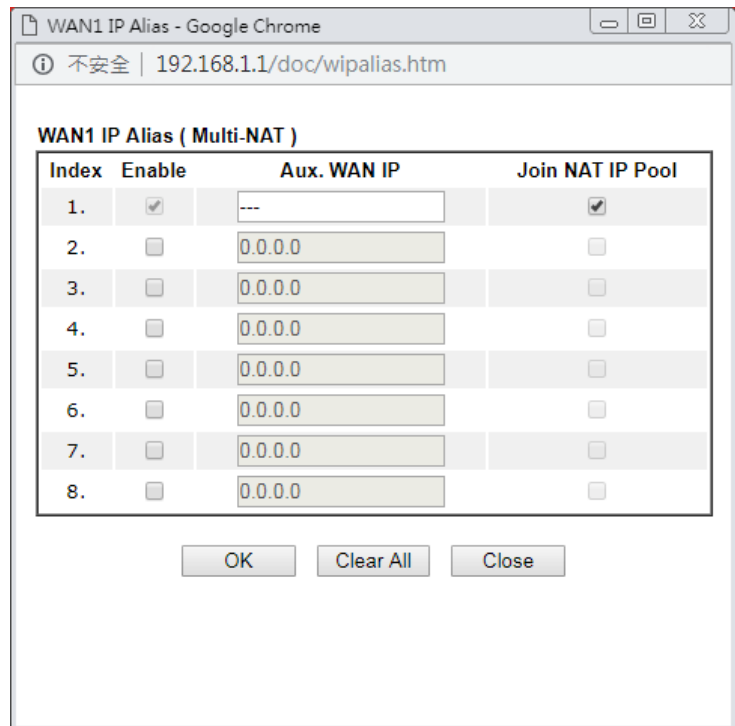 WAN1 IP Alias - Google Chrome
不安全 | 192.168.1.1/doc/wipalias.htm
WAN1 IP Alias ( Multi-NAT )
Index Enable Aux. WAN IP Join NAT IP Pool
1. ---
2. 0.0.0.0
3. 0.0.0.0
4. 0.0.0.0
5. 0.0.0.0
6. 0.0.0.0
7. 0.0.0.0
8. 0.0.0.0
OK Clear All Close